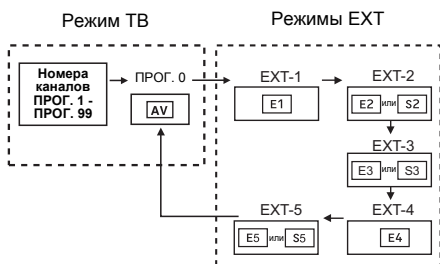 Режим ТВ
Режимы EXT
Номера
каналов
ПРОГ. 1 -
ПРОГ. 99
ПРОГ. 0
AV
EXT-1
E1
EXT-2
E2 или S2
EXT-3
E3 или S3
EXT-4
E4
EXT-5
E5 или S5